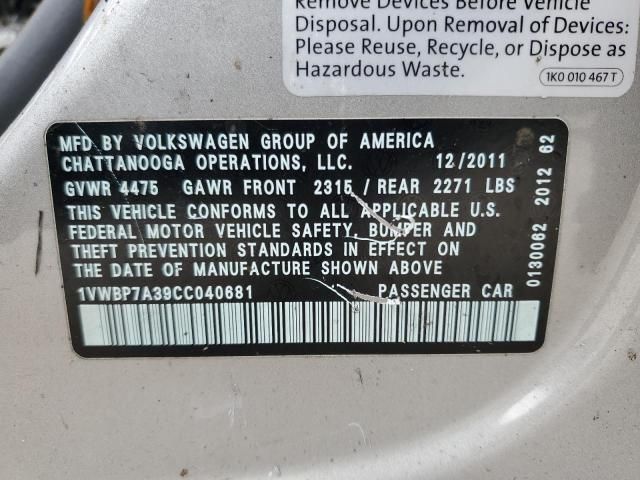 Remove Devices Before Vehicle
Disposal. Upon Removal of Devices:
Please Reuse, Recycle, or Dispose as
Hazardous Waste.
1K0 010 467 T
MFD BY VOLKSWAGEN GROUP OF AMERICA
CHATTANOOGA OPERATIONS, LLC. 12/2011
GVWR 4475 GAWR FRONT 2315 / REAR 2271 LBS
THIS VEHICLE CONFORMS TO ALL APPLICABLE U.S.
FEDERAL MOTOR VEHICLE SAFETY, BUMPER AND
THEFT PREVENTION STANDARDS IN EFFECT ON
THE DATE OF MANUFACTURE SHOWN ABOVE
1VWBP7A39CC040681 PASSENGER CAR
0130062 2012 62